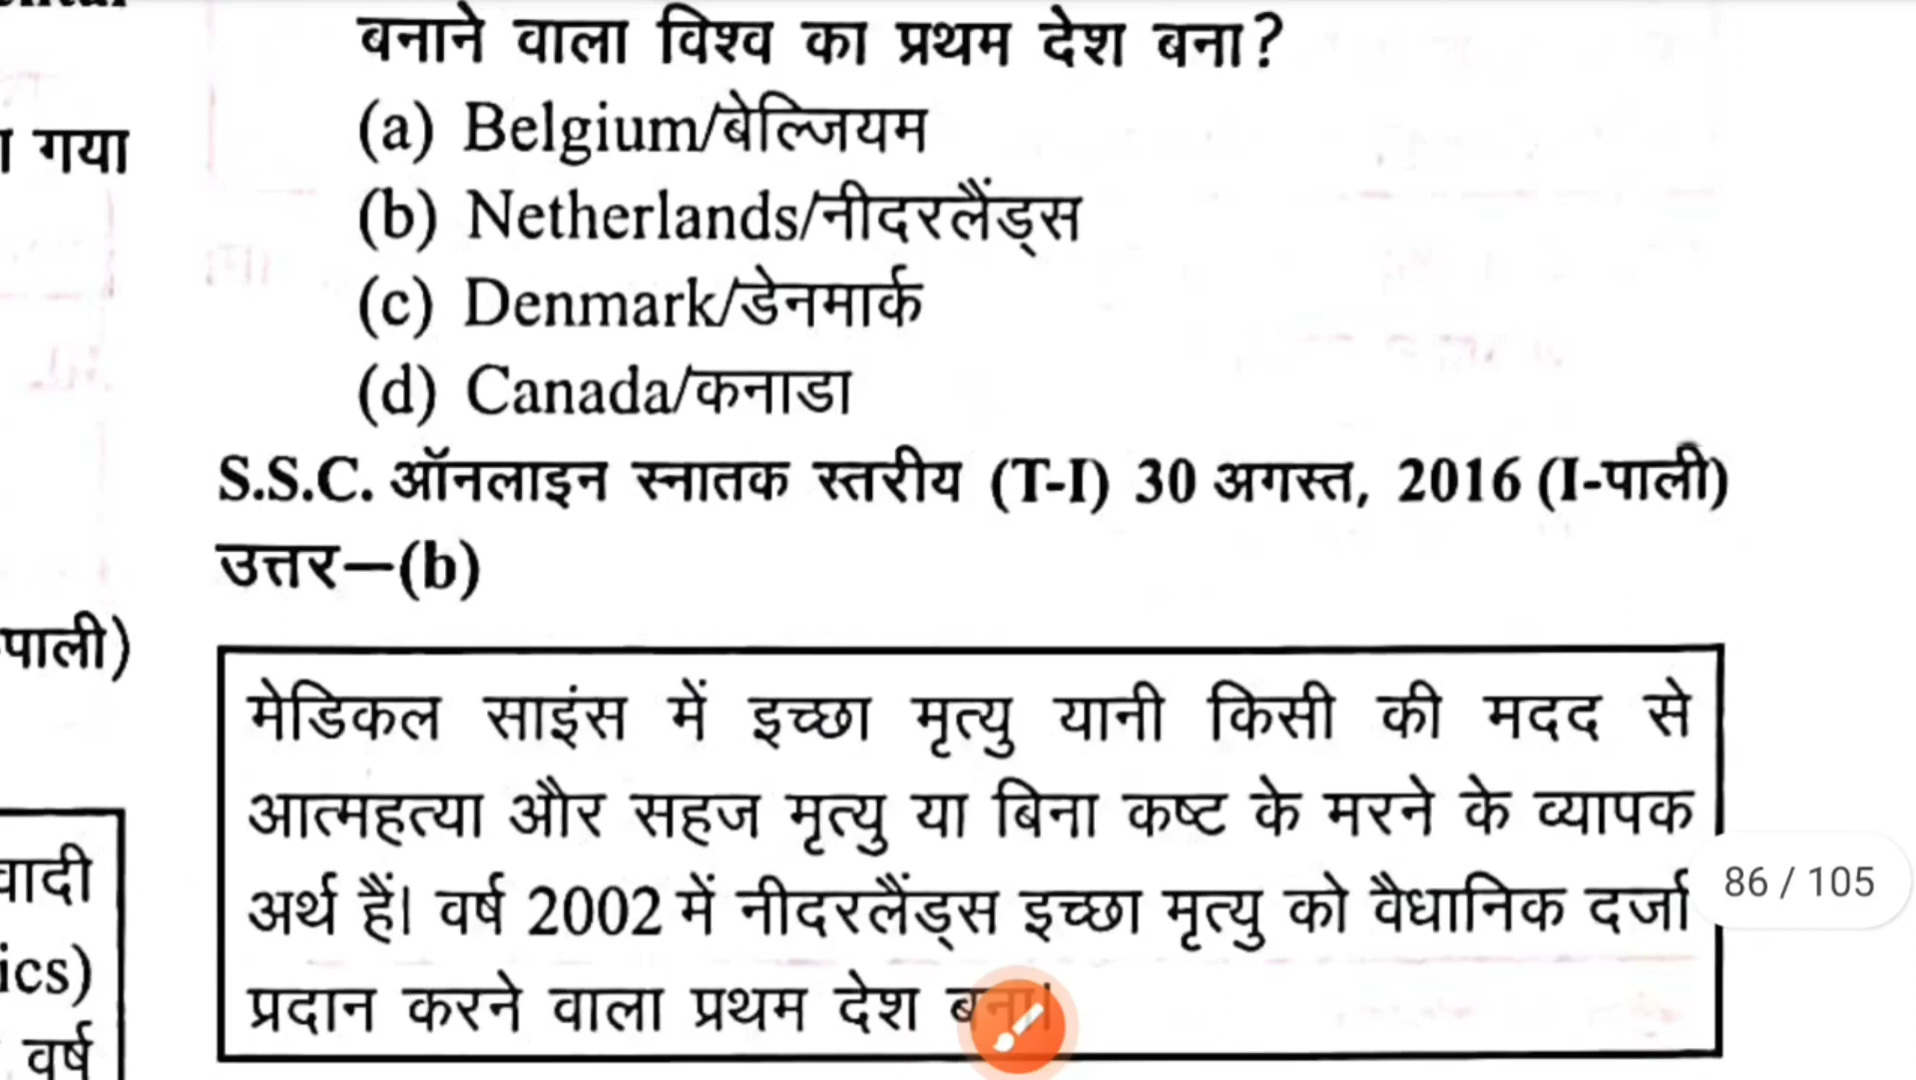 बनाने वाला विश्व का प्रथम देश बना?
(a) Belgium/बेल्जियम
(b) Netherlands/नीदरलैंड्स
(c) Denmark/डेनमार्क
(d) Canada/कनाडा
S.S.C. ऑनलाइन स्नातक स्तरीय (T-I) 30 अगस्त, 2016 (I-पाली)
उत्तर—(b)
मेडिकल साइंस में इच्छा मृत्यु यानी किसी की मदद से
आत्महत्या और सहज मृत्यु या बिना कष्ट के मरने के व्यापक
अर्थ हैं। वर्ष 2002 में नीदरलैंड्स इच्छा मृत्यु को वैधानिक दर्जा
प्रदान करने वाला प्रथम देश बना।
86 / 105
गया
पाली)
वादी
ics)
वर्ष